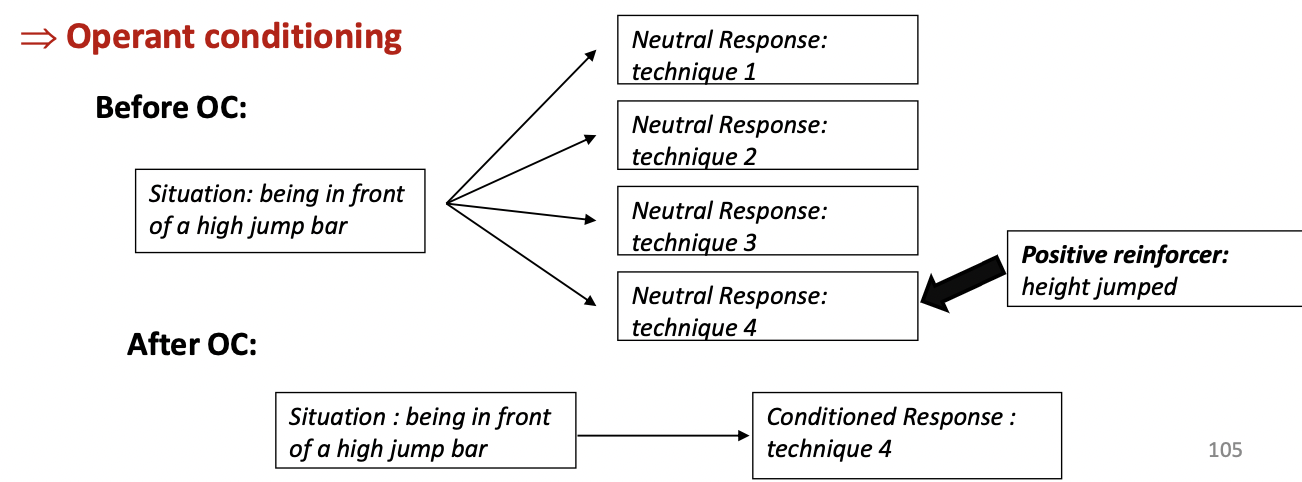 ⇒ Operant conditioning
Before OC:
Situation: being in front
of a high jump bar
Neutral Response:
technique 1
Neutral Response:
technique 2
Neutral Response:
technique 3
Neutral Response:
technique 4
Positive reinforcer:
height jumped
After OC:
Situation : being in front
of a high jump bar
Conditioned Response :
technique 4
105